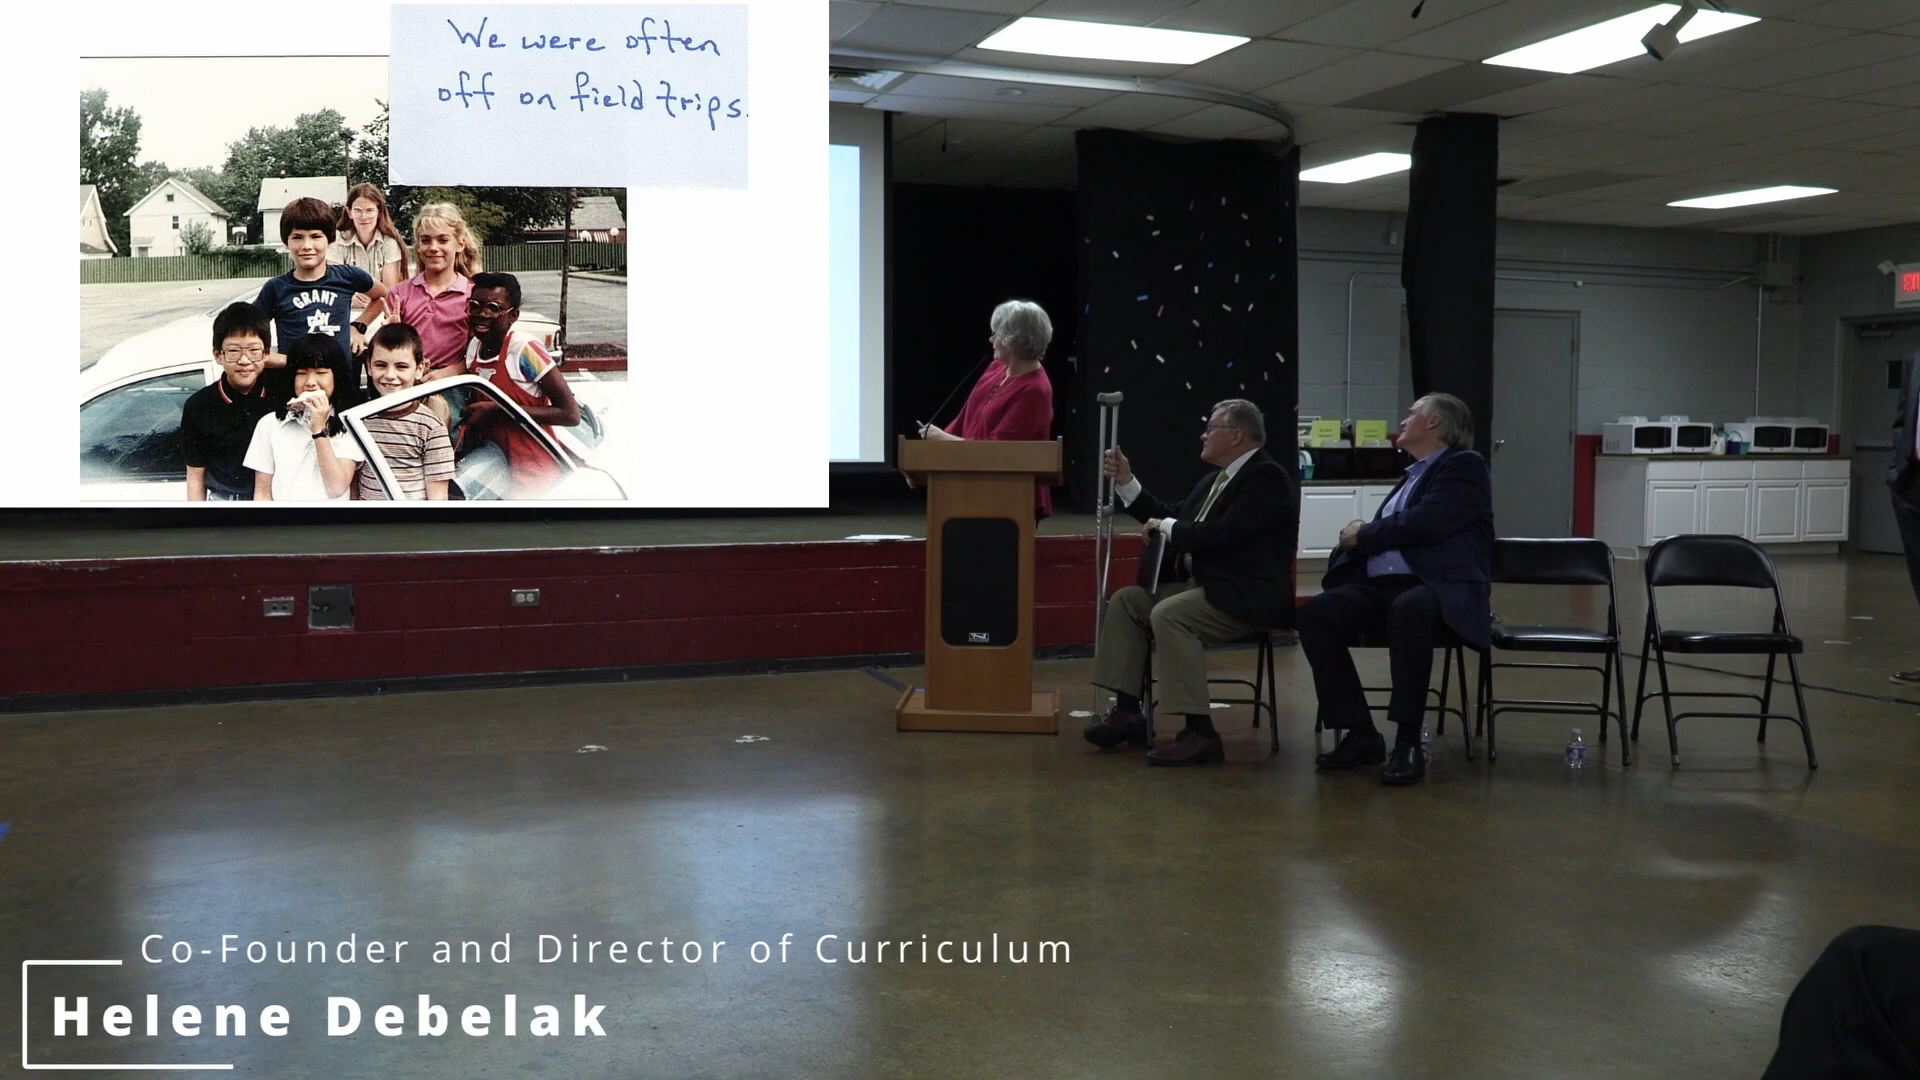 We were often
off on field trips.
GRANT
Co-Founder and Director of Curriculum
Helene Debelak